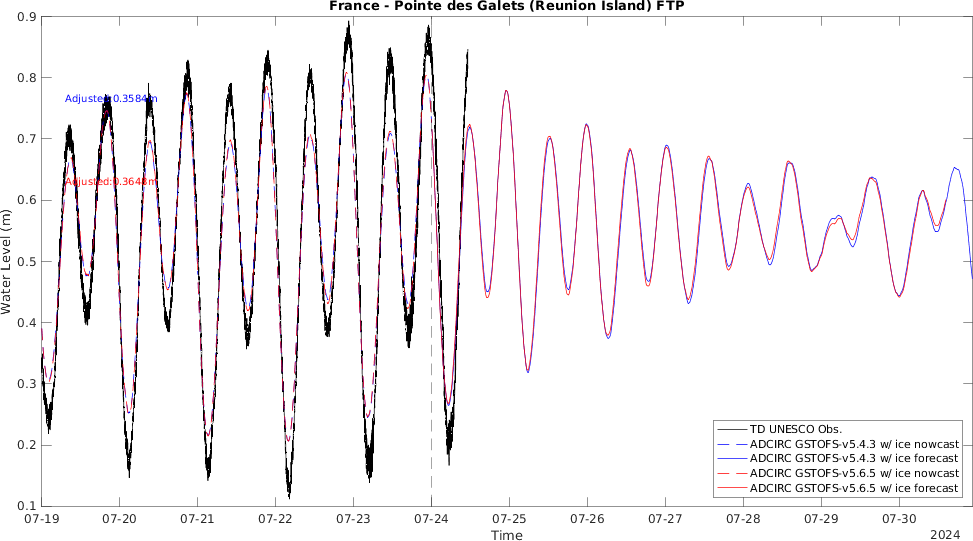 France - Pointe des Galets (Reunion Island) FTP
0.9
0.8
0.7
0.6
0.5
0.4
0.3
0.2
0.1
Water Level (m)
Adjusted:0.3584m
Adjusted:0.3648m
TD UNESCO Obs.
ADCIRC GSTOFS-v5.4.3 w/ ice nowcast
ADCIRC GSTOFS-v5.4.3 w/ ice forecast
ADCIRC GSTOFS-v5.6.5 w/ ice nowcast
ADCIRC GSTOFS-v5.6.5 w/ ice forecast
07-19 07-20 07-21 07-22 07-23 07-24 07-25 07-26 07-27 07-28 07-29 07-30
Time
2024